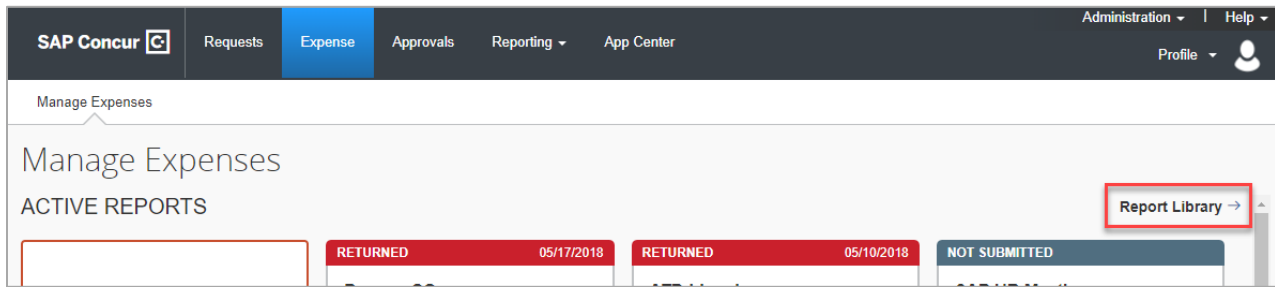 Administration | Help
SAP Concur C Requests Expense Approvals Reporting App Center
Profile
Manage Expenses
Manage Expenses
ACTIVE REPORTS
Report Library →
RETURNED 05/17/2018 RETURNED 05/10/2018 NOT SUBMITTED